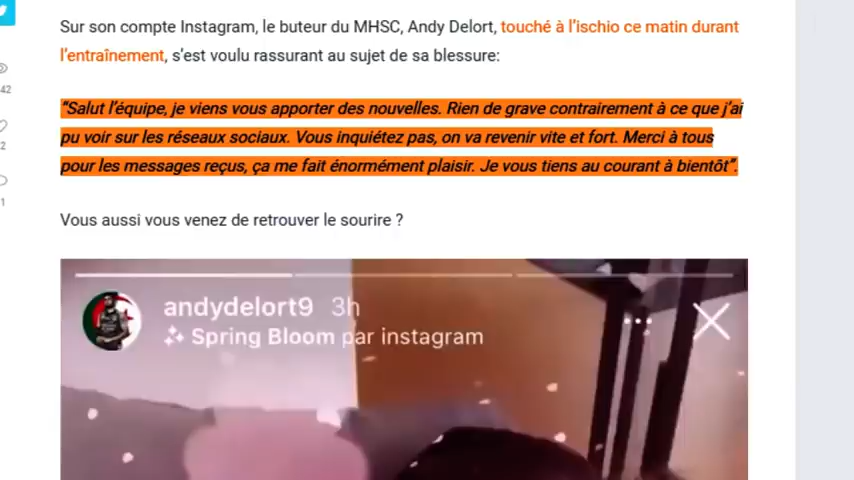 Sur son compte Instagram, le buteur du MHSC, Andy Delort, touché à l’ischio ce matin durant
l’entraînement, s’est voulu rassurant au sujet de sa blessure:
42
“Salut l’équipe, je viens vous apporter des nouvelles. Rien de grave contrairement à ce que j’ai
pu voir sur les réseaux sociaux. Vous inquiétez pas, on va revenir vite et fort. Merci à tous
2
pour les messages reçus, ça me fait énormément plaisir. Je vous tiens au courant à bientôt”.
1
Vous aussi vous venez de retrouver le sourire ?
andydelort9 3h
Spring Bloom par instagram